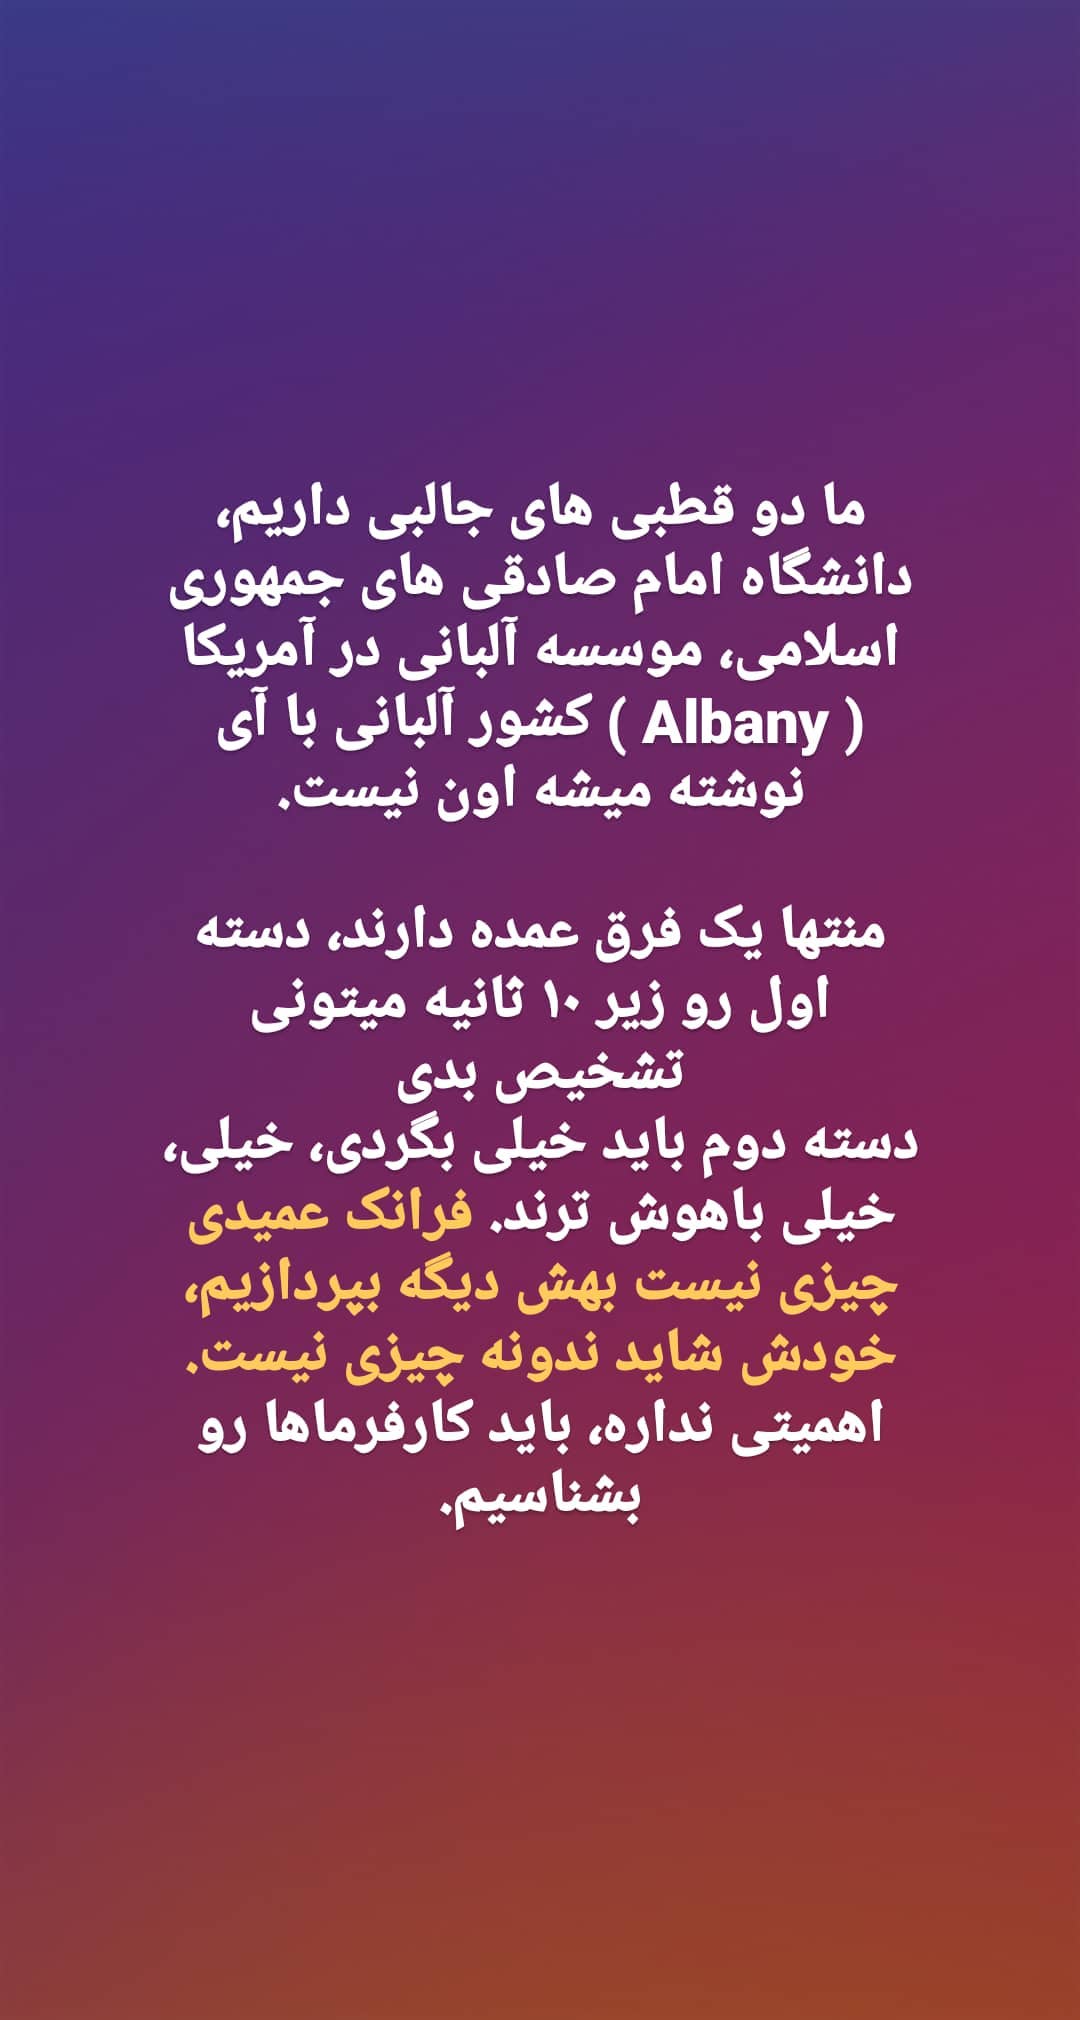 ما دو قطبی های جالبی داریم،
دانشگاه امام صادقی های جمهوری
اسلامی، موسسه آلبانی در آمریکا
( Albany ) کشور آلبانی با آی
نوشته میشه اون نیست.
منتها یک فرق عمده دارند، دسته
اول رو زیر ۱۰ ثانیه میتونی
تشخیص بدی
دسته دوم باید خیلی بگردی، خیلی،
خیلی باهوش ترند. فرانک عمیدی
چیزی نیست بهش دیگه بپردازیم،
خودش شاید ندونه چیزی نیست.
اهمیتی نداره، باید کارفرماها رو
بشناسیم.